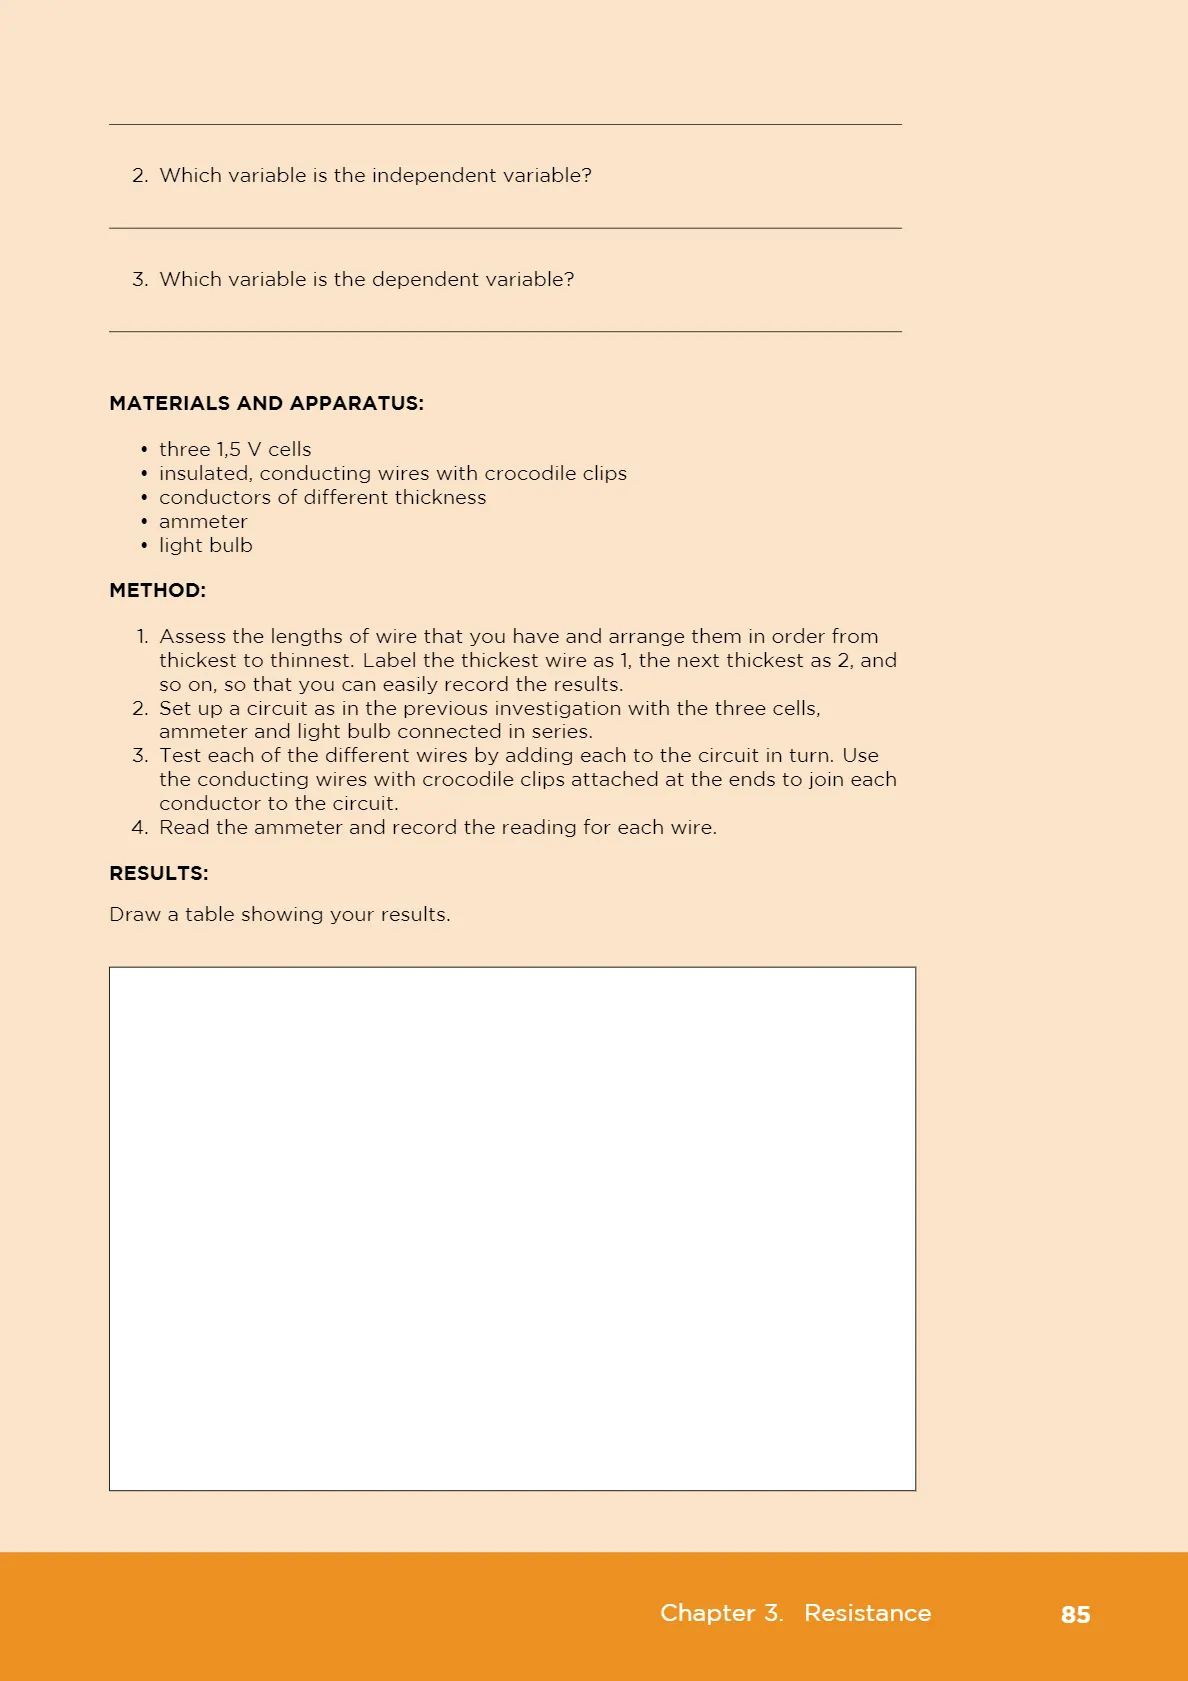 2. Which variable is the independent variable?
3. Which variable is the dependent variable?
MATERIALS AND APPARATUS:
• three 1,5 V cells
• insulated, conducting wires with crocodile clips
• conductors of different thickness
• ammeter
• light bulb
METHOD:
1. Assess the lengths of wire that you have and arrange them in order from
thickest to thinnest. Label the thickest wire as 1, the next thickest as 2, and
so on, so that you can easily record the results.
2. Set up a circuit as in the previous investigation with the three cells,
ammeter and light bulb connected in series.
3. Test each of the different wires by adding each to the circuit in turn. Use
the conducting wires with crocodile clips attached at the ends to join each
conductor to the circuit.
4. Read the ammeter and record the reading for each wire.
RESULTS:
Draw a table showing your results.
Chapter 3. Resistance 85